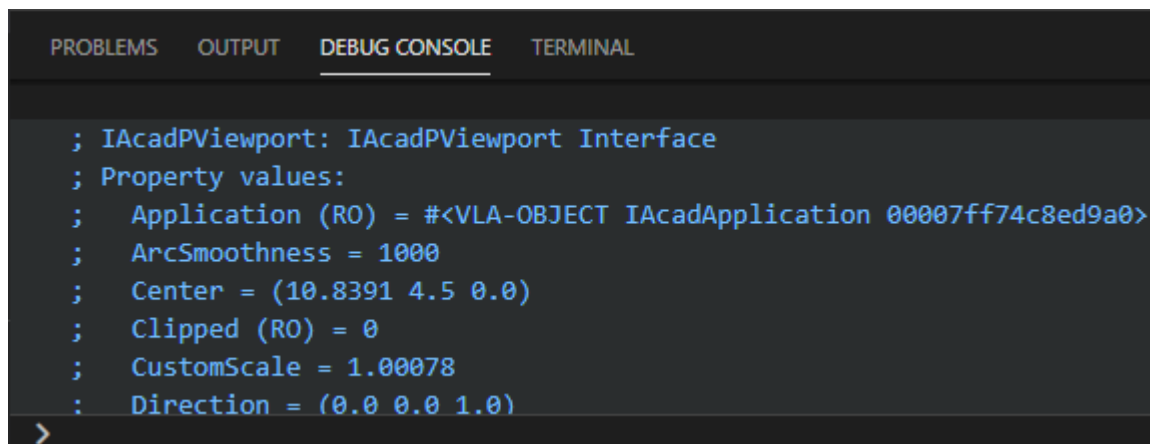 PROBLEMS OUTPUT DEBUG CONSOLE TERMINAL
; IAcadPViewport: IAcadPViewport Interface
; Property values:
;   Application (RO) = #<VLA-OBJECT IAcadApplication 00007ff74c8ed9a0>
;   ArcSmoothness = 1000
;   Center = (10.8391 4.5 0.0)
;   Clipped (RO) = 0
;   CustomScale = 1.00078
;   Direction = (0.0 0.0 1.0)